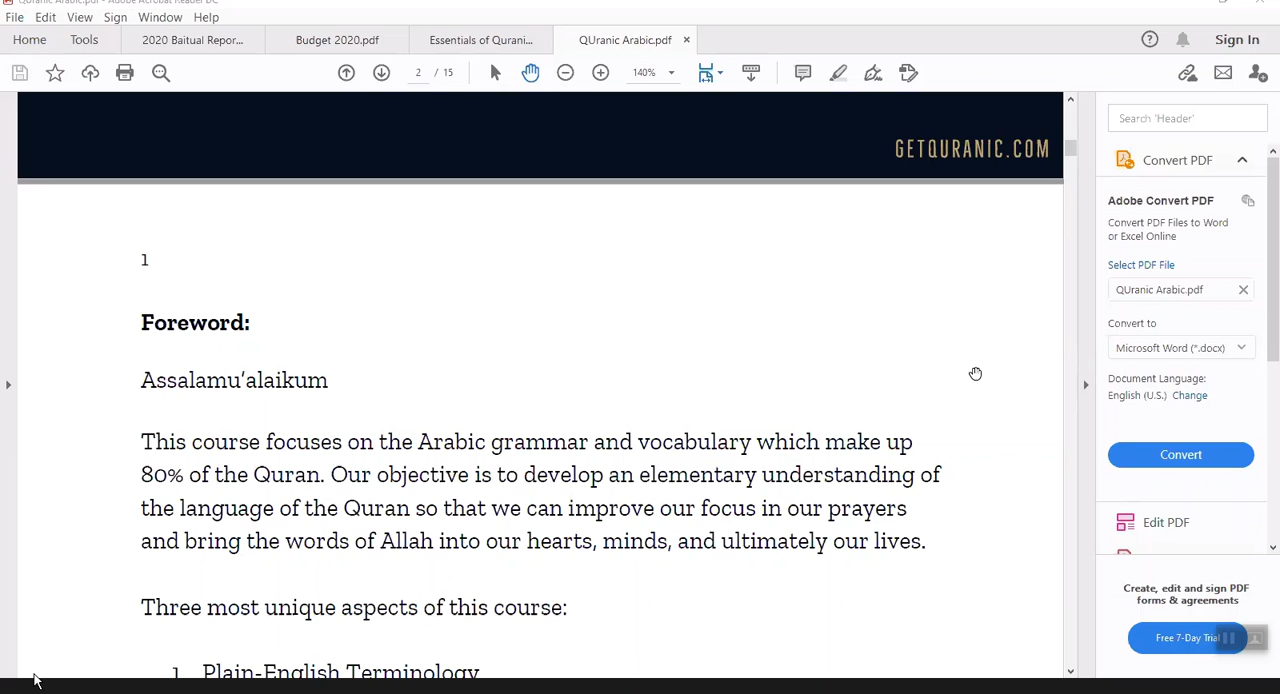 QUranic Arabic.pdf - Adobe Acrobat Reader DC
File Edit View Sign Window Help
Home Tools 2020 Baitual Repor... Budget 2020.pdf Essentials of Qurani... QUranic Arabic.pdf × Sign In
2 / 15 140%
GETQURANIC.COM
1
Foreword:
Assalamu’alaikum
This course focuses on the Arabic grammar and vocabulary which make up
80% of the Quran. Our objective is to develop an elementary understanding of
the language of the Quran so that we can improve our focus in our prayers
and bring the words of Allah into our hearts, minds, and ultimately our lives.
Three most unique aspects of this course:
1. Plain-English Terminology
Search 'Header'
Convert PDF
Adobe Convert PDF
Convert PDF Files to Word
or Excel Online
Select PDF File
QUranic Arabic.pdf
Convert to
Microsoft Word (*.docx)
Document Language:
English (U.S.) Change
Convert
Edit PDF
Create, edit and sign PDF
forms & agreements
Free 7-Day Trial